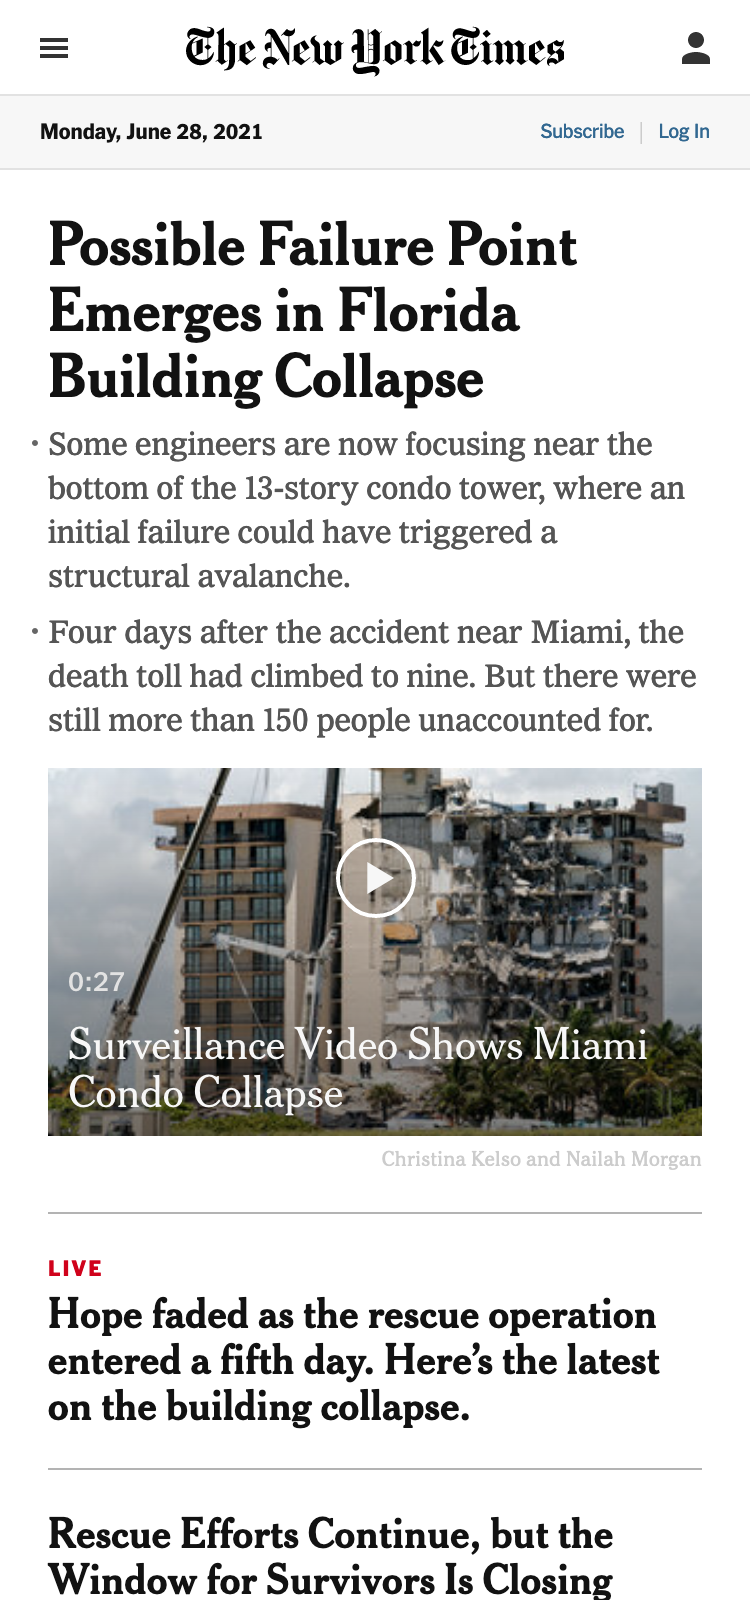 The New York Times
Monday, June 28, 2021
Subscribe
Log In
Possible Failure Point
Emerges in Florida
Building Collapse
• Some engineers are now focusing near the
bottom of the 13-story condo tower, where an
initial failure could have triggered a
structural avalanche.
• Four days after the accident near Miami, the
death toll had climbed to nine. But there were
still more than 150 people unaccounted for.
0:27
Surveillance Video Shows Miami
Condo Collapse
Christina Kelso and Nailah Morgan
LIVE
Hope faded as the rescue operation
entered a fifth day. Here’s the latest
on the building collapse.
Rescue Efforts Continue, but the
Window for Survivors Is Closing